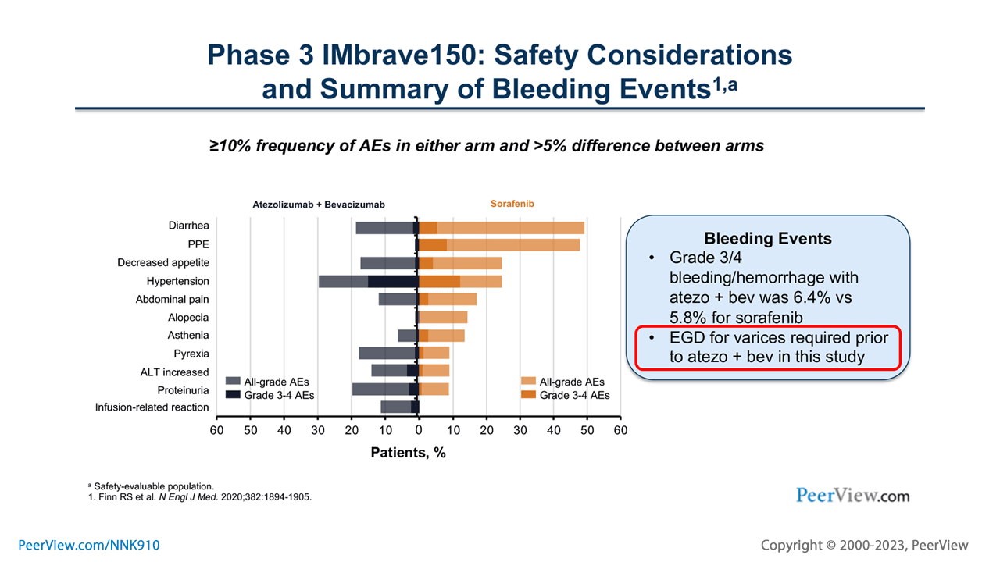 Phase 3 IMbrave150: Safety Considerations
and Summary of Bleeding Events1,a
≥10% frequency of AEs in either arm and >5% difference between arms
Atezolizumab + Bevacizumab
Sorafenib
Diarrhea
PPE
Decreased appetite
Hypertension
Abdominal pain
Alopecia
Asthenia
Pyrexia
ALT increased
Proteinuria
Infusion-related reaction
All-grade AEs
Grade 3-4 AEs
All-grade AEs
Grade 3-4 AEs
60 50 40 30 20 10 0 10 20 30 40 50 60
Patients, %
Bleeding Events
• Grade 3/4
bleeding/hemorrhage with
atezo + bev was 6.4% vs
5.8% for sorafenib
• EGD for varices required prior
to atezo + bev in this study
a Safety-evaluable population.
1. Finn RS et al. N Engl J Med. 2020;382:1894-1905.
PeerView.com
PeerView.com/NNK910
Copyright © 2000-2023, PeerView